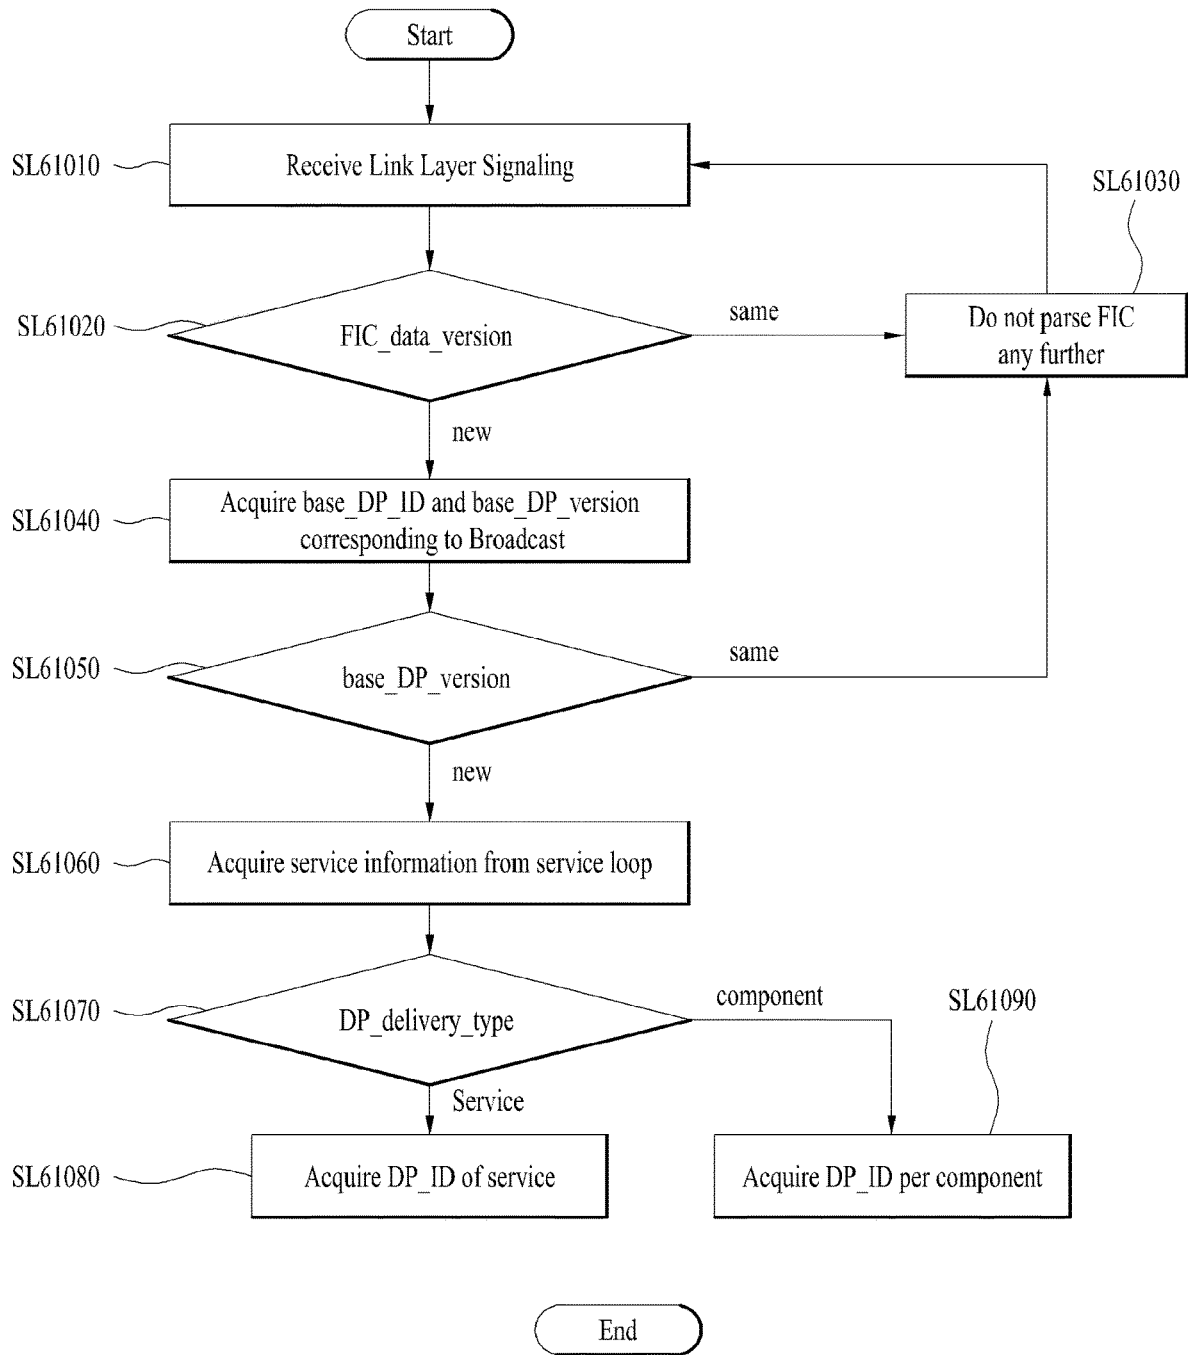 Start
SL61010
Receive Link Layer Signaling
SL61030
SL61020
FIC_data_version
same
Do not parse FIC
any further
new
SL61040
Acquire base_DP_ID and base_DP_version
corresponding to Broadcast
SL61050
base_DP_version
same
new
SL61060
Acquire service information from service loop
SL61070
DP_delivery_type
component
SL61090
Service
SL61080
Acquire DP_ID of service
Acquire DP_ID per component
End